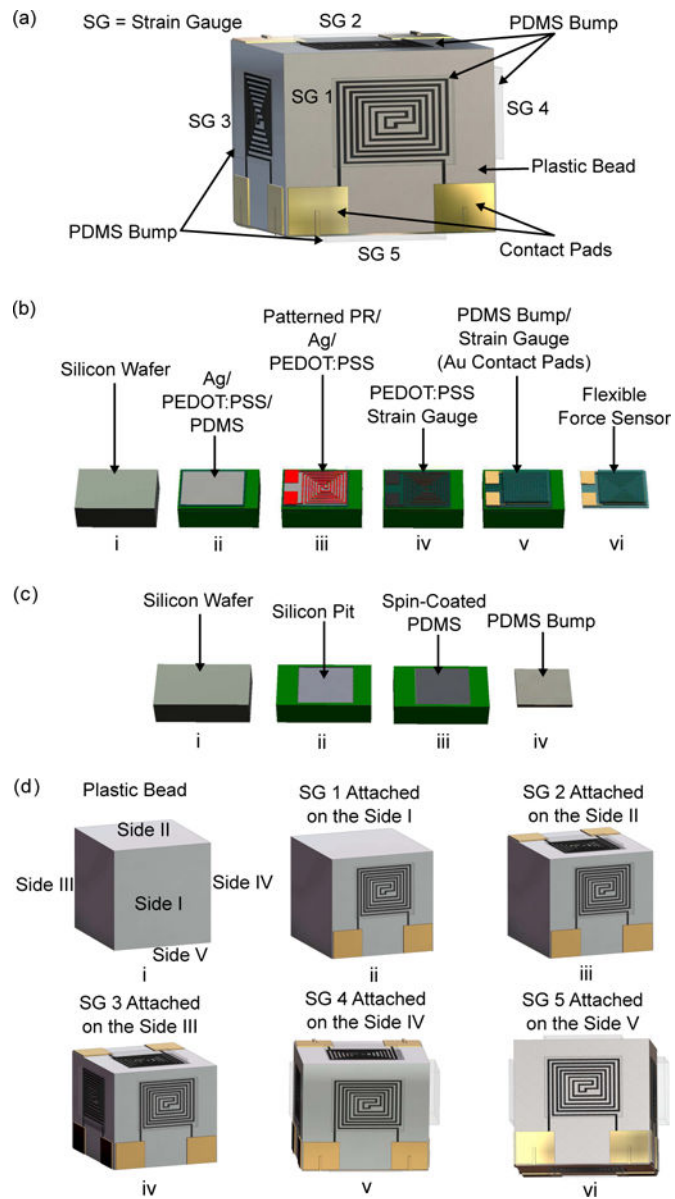 (a)
SG = Strain Gauge
SG 2
PDMS Bump
SG 1
SG 4
SG 3
Plastic Bead
PDMS Bump
SG 5
Contact Pads
(b)
Silicon Wafer
Ag/
PEDOT:PSS/
PDMS
Patterned PR/
Ag/
PEDOT:PSS
PEDOT:PSS
Strain Gauge
PDMS Bump/
Strain Gauge
(Au Contact Pads)
Flexible
Force Sensor
i
ii
iii
iv
v
vi
(c)
Silicon Wafer
Silicon Pit
Spin-Coated
PDMS
PDMS Bump
i
ii
iii
iv
(d)
Plastic Bead
Side II
Side III
Side I
Side IV
Side V
i
SG 1 Attached
on the Side I
ii
SG 2 Attached
on the Side II
iii
SG 3 Attached
on the Side III
iv
SG 4 Attached
on the Side IV
v
SG 5 Attached
on the Side V
vi